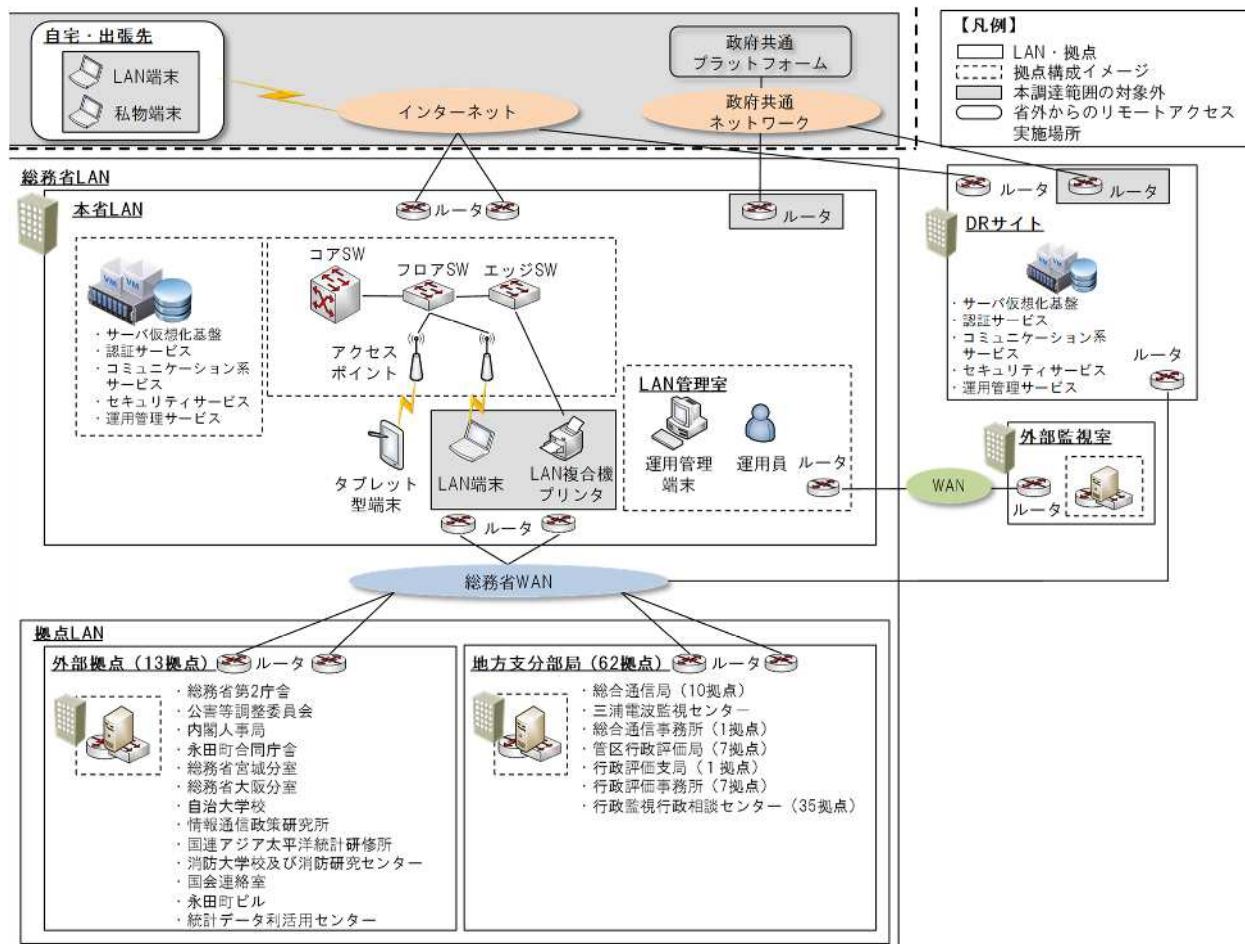 自宅・出張先
LAN端末
私物端末
インターネット
政府共通
プラットフォーム
政府共通
ネットワーク
【凡例】
LAN・拠点
拠点構成イメージ
本調達範囲の対象外
省外からのリモートアクセス
実施場所
総務省LAN
本省LAN
ルータ
ルータ
ルータ
ルータ
DRサイト
コアSW
フロアSW
エッジSW
VM
VM
・サーバ仮想化基盤
・認証サービス
・コミュニケーション系
サービス
・セキュリティサービス
・運用管理サービス
アクセス
ポイント
タブレット
型端末
LAN端末
LAN複合機
プリンタ
ルータ
LAN管理室
運用管理
端末
運用員
ルータ
VM
VM
・サーバ仮想化基盤
・認証サービス
・コミュニケーション系
サービス
・セキュリティサービス
・運用管理サービス
ルータ
WAN
外部監視室
ルータ
総務省WAN
拠点LAN
外部拠点（13拠点）
ルータ
・総務省第2庁舎
・公害等調整委員会
・内閣人事局
・永田町合同庁舎
・総務省宮城分室
・総務省大阪分室
・自治大学校
・情報通信政策研究所
・国連アジア太平洋統計研修所
・消防大学校及び消防研究センター
・国会連絡室
・永田町ビル
・統計データ利活用センター
地方支分部局（62拠点）
ルータ
・総合通信局（10拠点）
・三浦電波監視センター
・総合通信事務所（1拠点）
・管区行政評価局（7拠点）
・行政評価支局（１拠点）
・行政評価事務所（7拠点）
・行政監視行政相談センター（35拠点）